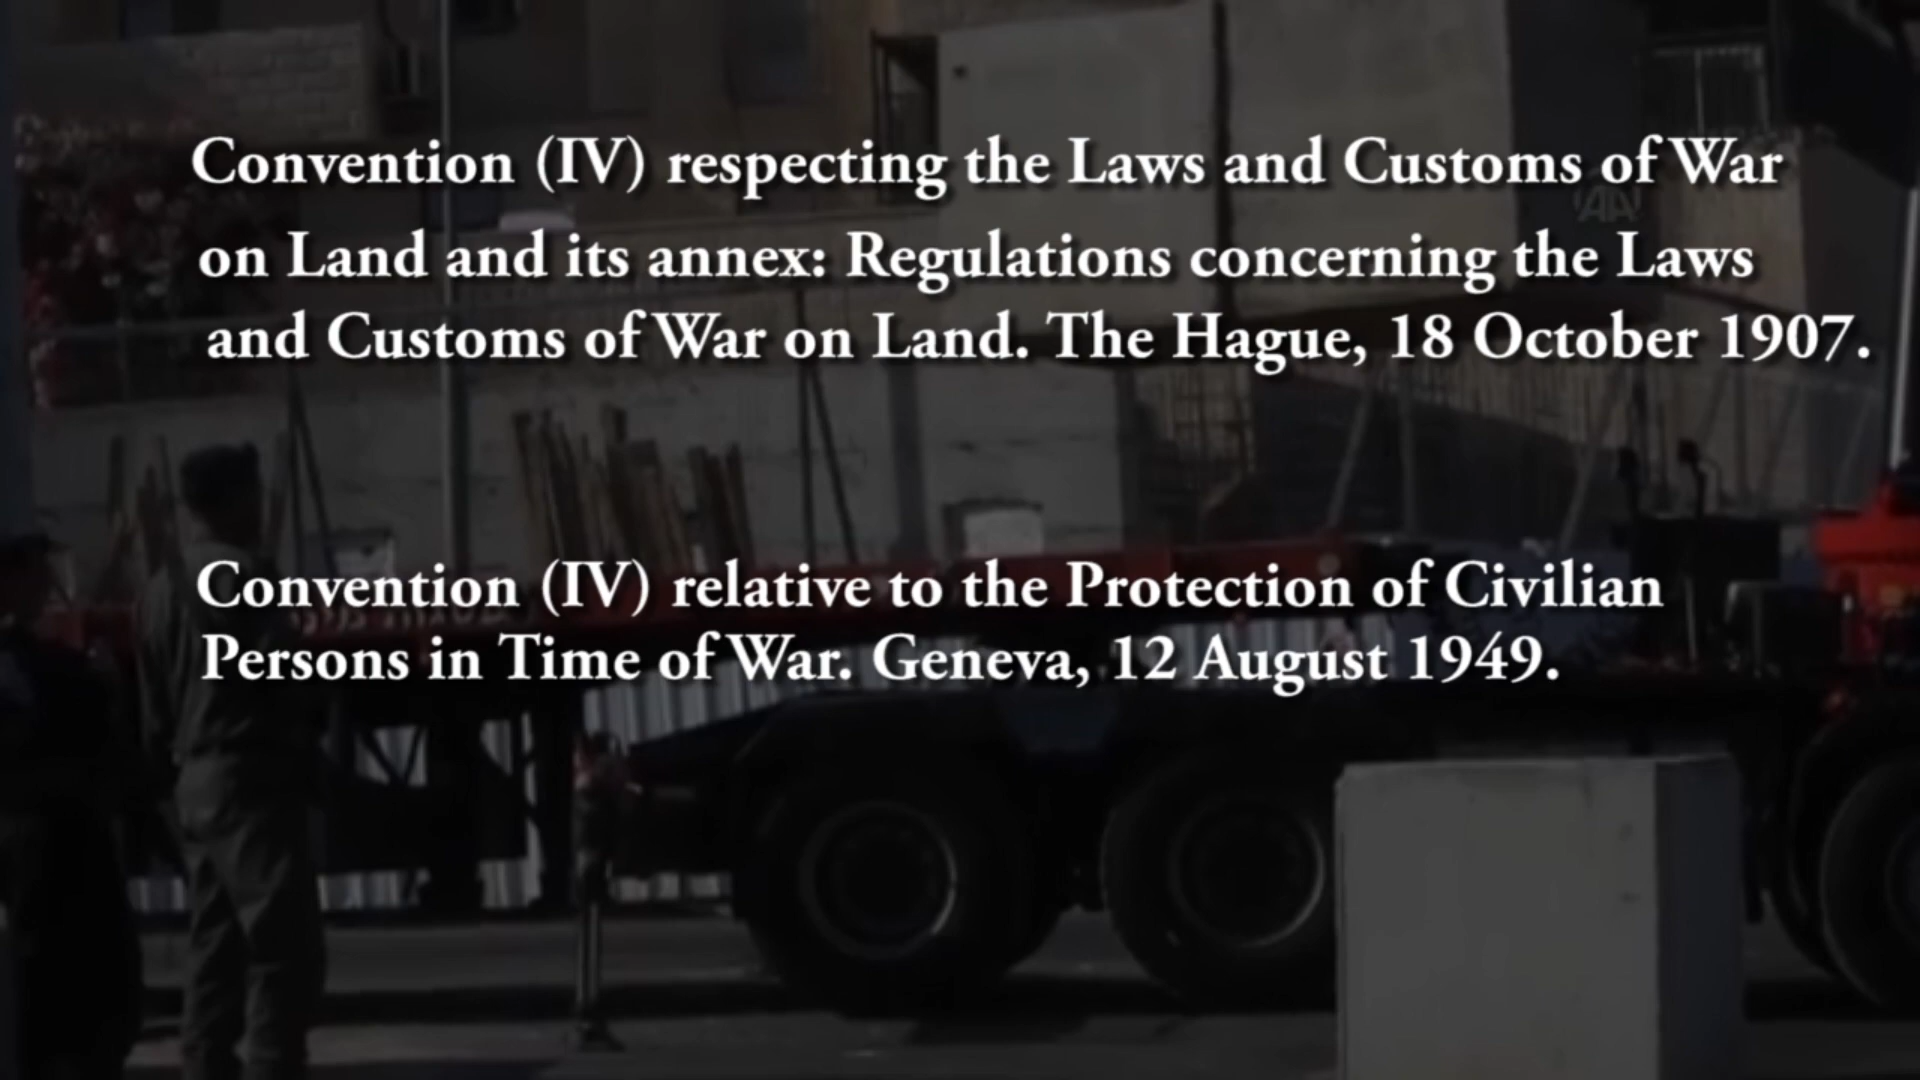 Convention (IV) respecting the Laws and Customs of War
on Land and its annex: Regulations concerning the Laws
and Customs of War on Land. The Hague, 18 October 1907.
AA
Convention (IV) relative to the Protection of Civilian
Persons in Time of War. Geneva, 12 August 1949.